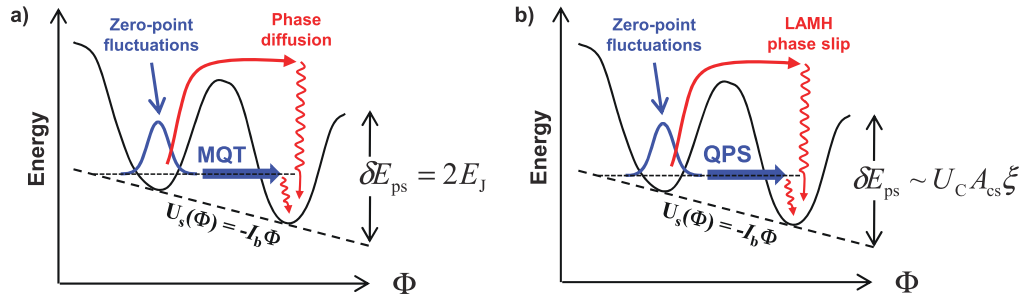 a)
Zero-point
fluctuations
Phase
diffusion
Energy
MQT
δE_ps = 2E_J
U_s(Φ) = -I_bΦ
Φ
b)
Zero-point
fluctuations
LAMH
phase slip
Energy
QPS
δE_ps ~ U_C A_cs ξ
U_s(Φ) = -I_bΦ
Φ